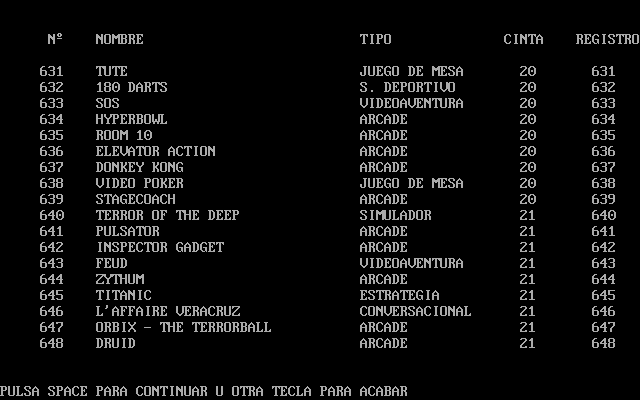 Nº NOMBRE TIPO CINTA REGISTRO
631 TUTE JUEGO DE MESA 20 631
632 180 DARTS S. DEPORTIVO 20 632
633 SOS VIDEOAVENTURA 20 633
634 HYPERBOWL ARCADE 20 634
635 ROOM 10 ARCADE 20 635
636 ELEVATOR ACTION ARCADE 20 636
637 DONKEY KONG ARCADE 20 637
638 VIDEO POKER JUEGO DE MESA 20 638
639 STAGECOACH ARCADE 20 639
640 TERROR OF THE DEEP SIMULADOR 21 640
641 PULSATOR ARCADE 21 641
642 INSPECTOR GADGET ARCADE 21 642
643 FEUD VIDEOAVENTURA 21 643
644 ZYTHUM ARCADE 21 644
645 TITANIC ESTRATEGIA 21 645
646 L'AFFAIRE VERACRUZ CONVERSACIONAL 21 646
647 ORBIX - THE TERRORBALL ARCADE 21 647
648 DRUID ARCADE 21 648
PULSA SPACE PARA CONTINUAR U OTRA TECLA PARA ACABAR